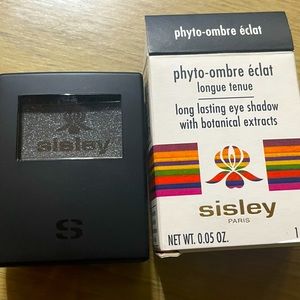 phyto-ombre éclat
phyto-ombre éclat
longue tenue
long lasting eye shadow
with botanical extracts
sisley
PARIS
NET WT. 0.05 OZ. 1
sisley
S